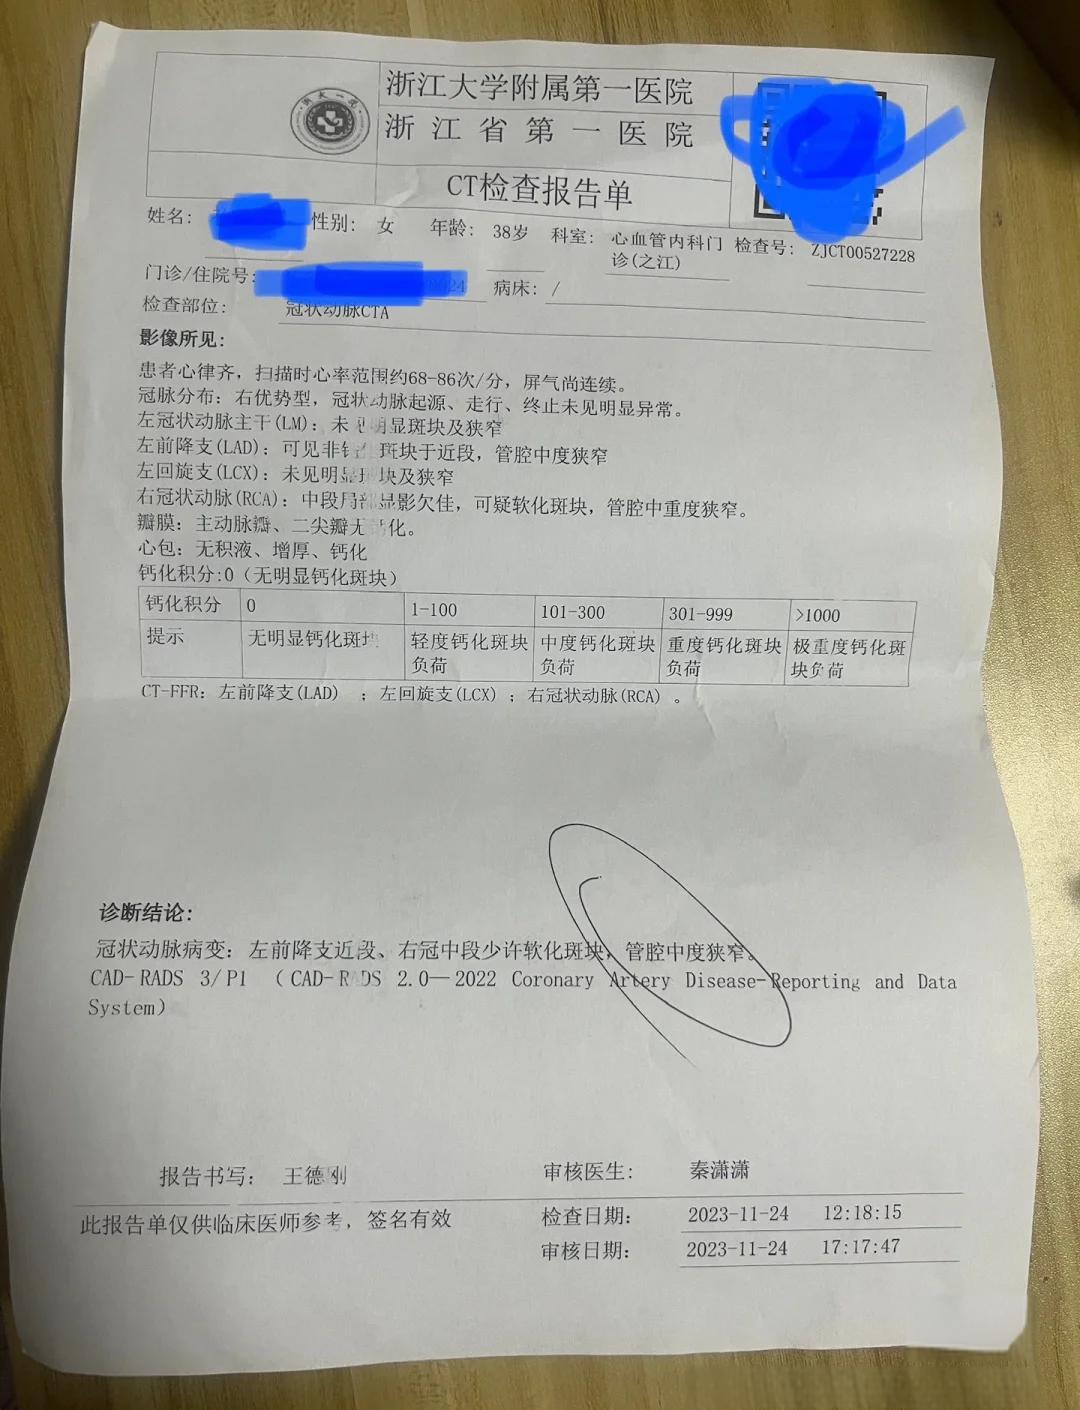 浙江大学附属第一医院
浙江省第一医院
CT检查报告单
姓名: 性别: 女 年龄: 38岁 科室: 心血管内科门诊(之江) 检查号: ZJCT00527228
门诊/住院号: 病床: /
检查部位: 冠状动脉CTA
影像所见:
患者心律齐，扫描时心率范围约68-86次/分，屏气尚连续。
冠脉分布: 右优势型，冠状动脉起源、走行、终止未见明显异常。
左冠状动脉主干(LM): 未见明显斑块及狭窄
左前降支(LAD): 可见非钙 斑块于近段，管腔中度狭窄
左回旋支(LCX): 未见明显斑块及狭窄
右冠状动脉(RCA): 中段局部显影欠佳，可疑软化斑块，管腔中重度狭窄。
瓣膜: 主动脉瓣、二尖瓣无钙化。
心包: 无积液、增厚、钙化
钙化积分:0（无明显钙化斑块）
钙化积分 0 1-100 101-300 301-999 >1000
提示 无明显钙化斑块 轻度钙化斑块负荷 中度钙化斑块负荷 重度钙化斑块负荷 极重度钙化斑块负荷
CT-FFR: 左前降支(LAD) ；左回旋支(LCX) ；右冠状动脉(RCA) 。
诊断结论:
冠状动脉病变: 左前降支近段、右冠中段少许软化斑块，管腔中度狭窄。
CAD-RADS 3/P1 （CAD-RADS 2.0—2022 Coronary Artery Disease-Reporting and Data
System）
报告书写: 王德刚 审核医生: 秦潇潇
此报告单仅供临床医师参考，签名有效 检查日期: 2023-11-24 12:18:15
审核日期: 2023-11-24 17:17:47